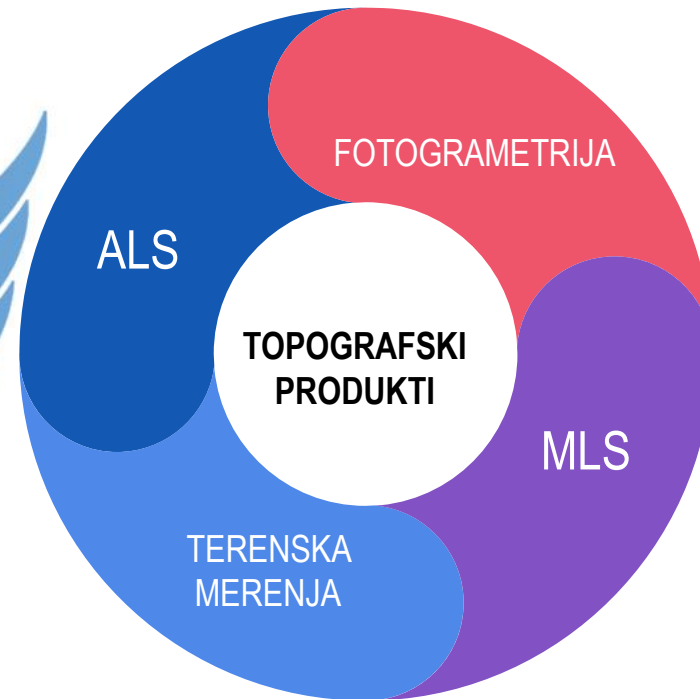 FOTOGRAMETRIJA
ALS
TOPOGRAFSKI
PRODUKTI
MLS
TERENSKA
MERENJA